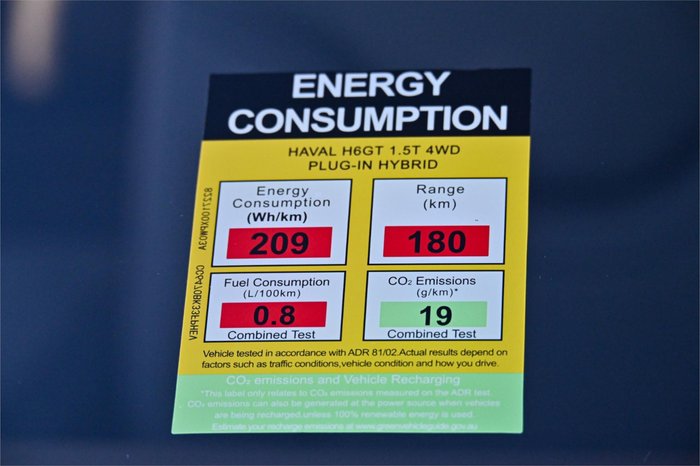 ENERGY
CONSUMPTION
HAVAL H6GT 1.5T 4WD
PLUG-IN HYBRID
Energy
Consumption
(Wh/km)
209
Range
(km)
180
Fuel Consumption
(L/100km)
0.8
Combined Test
CO₂ Emissions
(g/km)*
19
Combined Test
Vehicle tested in accordance with ADR 81/02.Actual results depend on
factors such as traffic conditions,vehicle condition and how you drive.
CO₂ emissions and Vehicle Recharging
*This label only relates to CO₂ emissions measured on the ADR test.
CO₂ emissions can also be generated at the power source when vehicles
are being recharged,unless 100% renewable energy is used.
Estimate your recharge emissions at www.greenvehicleguide.gov.au